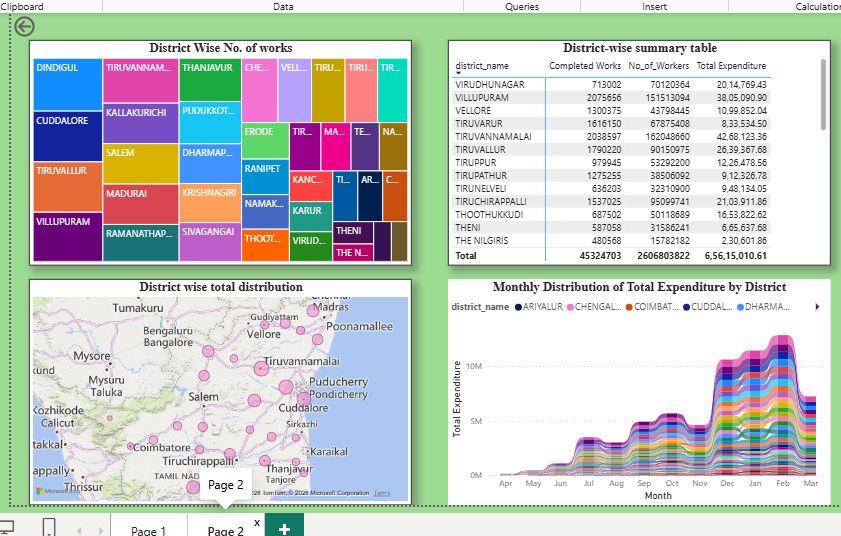 Clipboard Data Queries Insert Calculatio
District Wise No. of works
DINDIGUL TIRUVANNAM... THANJAVUR CHE... VELL... TIRU... TIRU... TIR...
CUDDALORE KALLAKURICHI PUDUKKOT... ERODE TIR... MA... TE... NA...
TIRUVALLUR SALEM DHARMAP... RANIPET KANC... TI... AR... C...
MADURAI KRISHNAGIRI NAMAK... KARUR
VILLUPURAM RAMANATHAP... SIVAGANGAI THOOT... VIRUD... THENI
THE N...
District-wise summary table
district_name Completed Works No_of_Workers Total Expenditure
VIRUDHUNAGAR 713002 70120364 20,14,769.43
VILLUPURAM 2075656 151513094 38,05,090.90
VELLORE 1300375 43798445 10,99,852.04
TIRUVARUR 1616150 67875408 8,33,534.50
TIRUVANNAMALAI 2038597 162048660 42,68,123.36
TIRUVALLUR 1790220 90150975 26,39,367.68
TIRUPPUR 979945 53292200 12,26,478.56
TIRUPATHUR 1275255 38506092 9,12,326.78
TIRUNELVELI 636203 32310900 9,48,134.05
TIRUCHIRAPPALLI 1537025 95099741 21,03,911.86
THOOTHUKKUDI 687502 50118689 16,53,822.62
THENI 587058 31586241 6,65,637.68
THE NILGIRIS 480568 15782182 2,30,601.86
Total 45324703 2606803822 6,56,15,010.61
District wise total distribution
Chennai
Tumakuru Madras
Gudiyattam Poonamallee
Bengaluru Vellore
Bangalore
Mysore Tiruvannamalai
Mysuru Puducherry
Taluka Salem Pondicherry
Kozhikode Cuddalore
Calicut Sirkazhi
Coimbatore Karaikal
Tiruchirappalli
Thanjavur
Thrissur TAMIL NAD Tanjore
Microsoft Corporation Terms
Page 2
Monthly Distribution of Total Expenditure by District
district_name ARIYALUR CHENGAL... COIMBAT... CUDDAL... DHARMA...
Total Expenditure
10M
5M
0M
Apr May Jun Jul Aug Sep Oct Nov Dec Jan Feb Mar
Month
Page 1 Page 2 x +